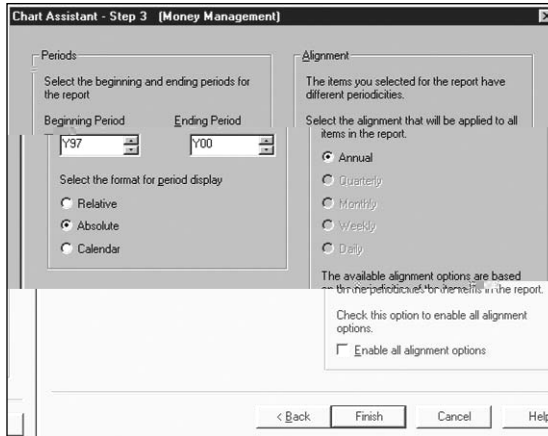 Chart Assistant - Step 3 (Money Management)
Periods
Select the beginning and ending periods for
the report
Beginning Period Ending Period
Y97 Y00
Select the format for period display
Relative
Absolute
Calendar
Alignment
The items you selected for the report have
different periodicities.
Select the alignment that will be applied to all
items in the report.
Annual
Quarterly
Monthly
Weekly
Daily
The available alignment options are based
on the periodicities of the items in the report.
Check this option to enable all alignment
options.
Enable all alignment options
< Back Finish Cancel Help